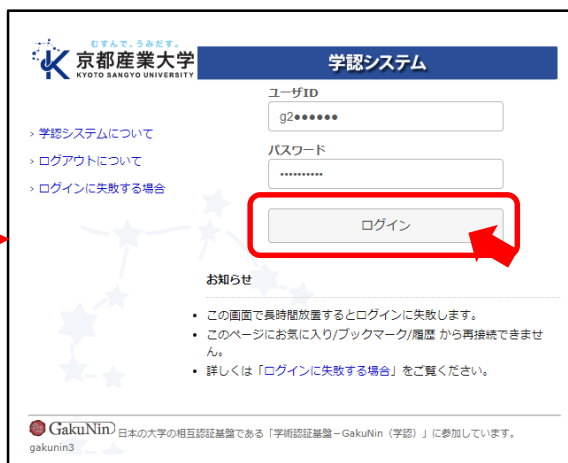 むすんで、うみだす。
京都産業大学
KYOTO SANGYO UNIVERSITY
学認システム
ユーザID
g2●●●●●●
› 学認システムについて
パスワード
› ログアウトについて
••••••••••
› ログインに失敗する場合
ログイン
お知らせ
• この画面で長時間放置するとログインに失敗します。
• このページにお気に入り/ブックマーク/履歴 から再接続できませ
ん。
• 詳しくは「ログインに失敗する場合」をご覧ください。
GakuNin 日本の大学の相互認証基盤である「学術認証基盤－GakuNin（学認）」に参加しています。
gakunin3